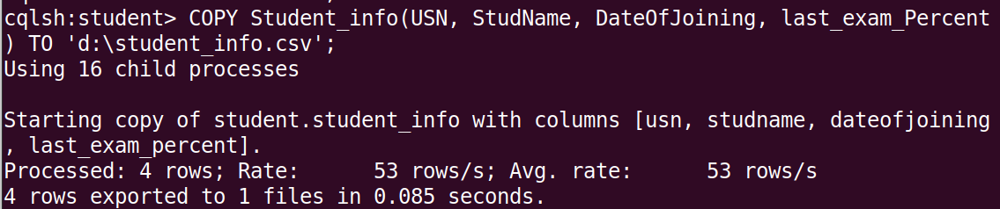 cqlsh:student> COPY Student_info(USN, StudName, DateOfJoining, last_exam_Percent
) TO 'd:\student_info.csv';
Using 16 child processes

Starting copy of student.student_info with columns [usn, studname, dateofjoining
, last_exam_percent].
Processed: 4 rows; Rate:      53 rows/s; Avg. rate:      53 rows/s
4 rows exported to 1 files in 0.085 seconds.